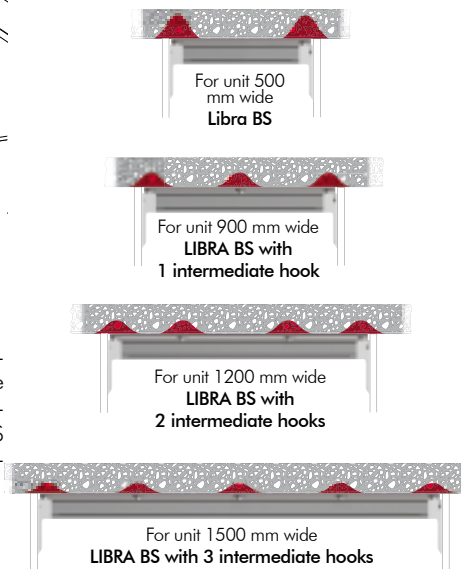 For unit 500
mm wide
Libra BS
For unit 900 mm wide
LIBRA BS with
1 intermediate hook
For unit 1200 mm wide
LIBRA BS with
2 intermediate hooks
For unit 1500 mm wide
LIBRA BS with 3 intermediate hooks